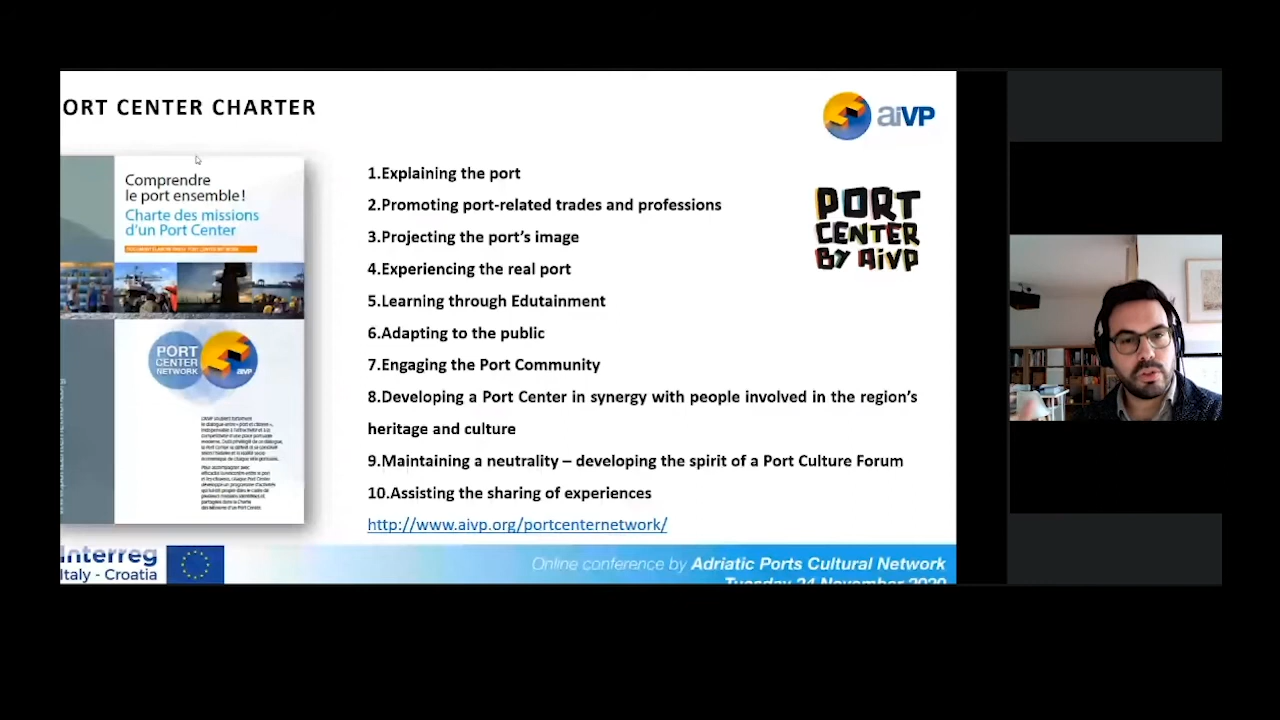 ORT CENTER CHARTER
aiVP
Comprendre
le port ensemble!
Charte des missions
d'un Port Center
PORT
CENTER
NETWORK
aiVP
1.Explaining the port
2.Promoting port-related trades and professions
3.Projecting the port's image
4.Experiencing the real port
5.Learning through Edutainment
6.Adapting to the public
7.Engaging the Port Community
8.Developing a Port Center in synergy with people involved in the region's
heritage and culture
9.Maintaining a neutrality – developing the spirit of a Port Culture Forum
10.Assisting the sharing of experiences
http://www.aivp.org/portcenternetwork/
PORT
CENTER
BY AiVP
Interreg
Italy - Croatia
Online conference by Adriatic Ports Cultural Network
Tuesday 24 November 2020